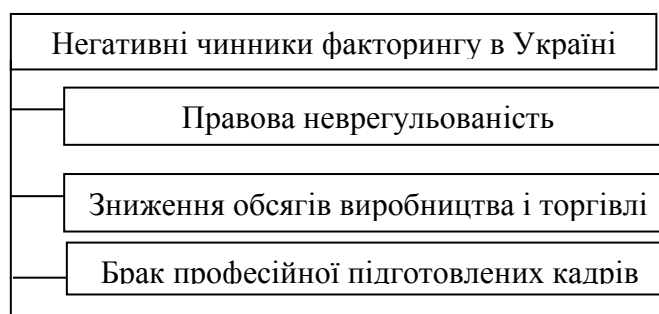 Негативні чинники факторингу в Україні
Правова неврегульованість
Зниження обсягів виробництва і торгівлі
Брак професійної підготовлених кадрів